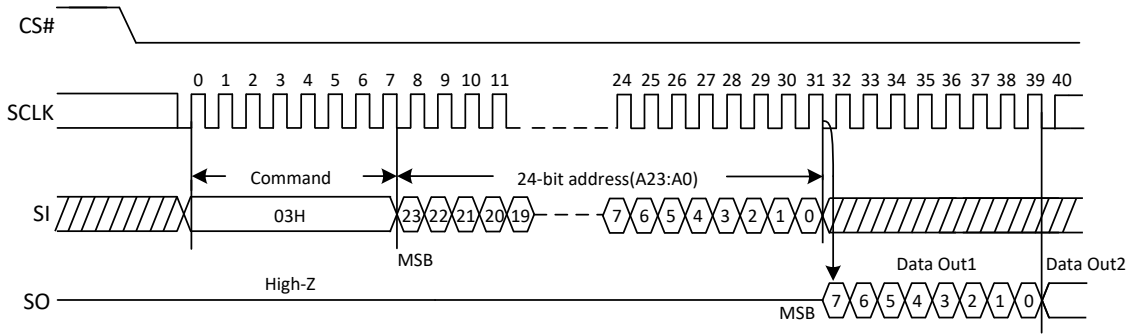 CS#
0 1 2 3 4 5 6 7 8 9 10 11 24 25 26 27 28 29 30 31 32 33 34 35 36 37 38 39 40
SCLK
Command 24-bit address(A23:A0)
SI 03H 23 22 21 20 19 7 6 5 4 3 2 1 0
MSB
High-Z Data Out1 Data Out2
SO 7 6 5 4 3 2 1 0
MSB